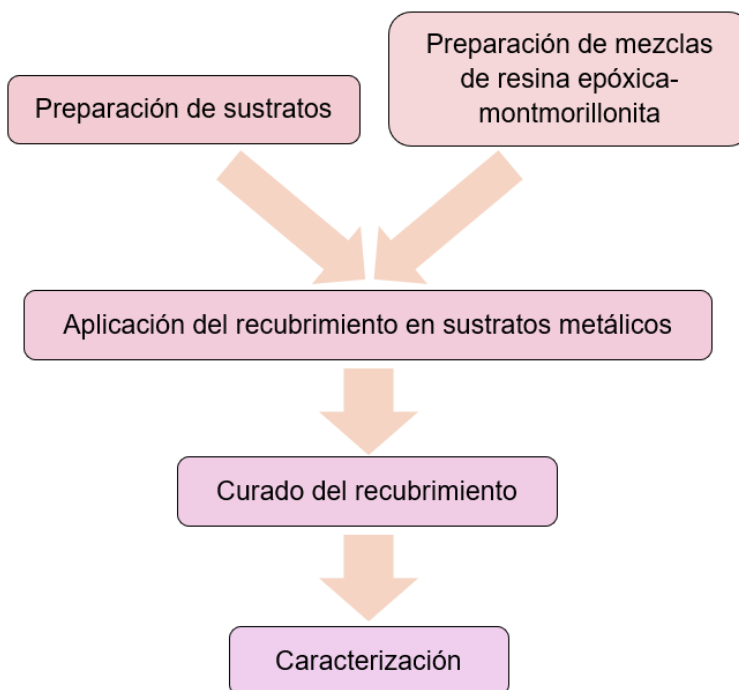 Preparación de sustratos
Preparación de mezclas
de resina epóxica-
montmorillonita
Aplicación del recubrimiento en sustratos metálicos
Curado del recubrimiento
Caracterización